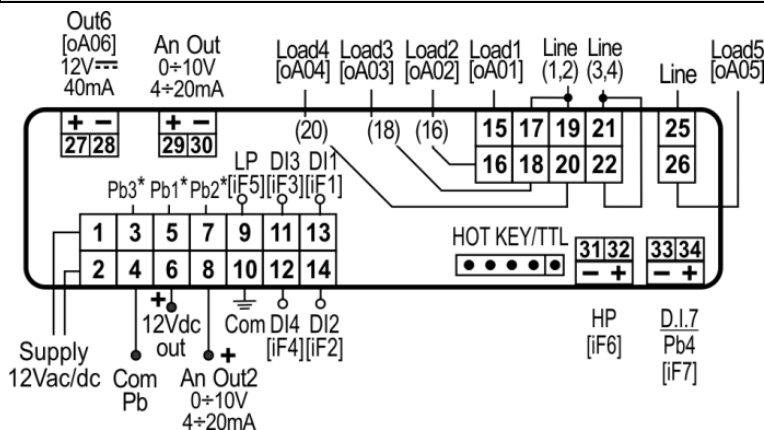 Out6
[oA06]
12V⎓
40mA
An Out
0÷10V
4÷20mA
Load4
[oA04]
Load3
[oA03]
Load2
[oA02]
Load1
[oA01]
Line
(1,2)
Line
(3,4)
Line
Load5
[oA05]
+ −
27 28
+ −
29 30
(20)
(18)
(16)
15 17 19 21
16 18 20 22
25
26
Pb3* Pb1* Pb2*
LP
[iF5]
DI3
[iF3]
DI1
[iF1]
1 3 5 7 9 11 13
2 4 6 8 10 12 14
HOT KEY/TTL
31 32
− +
33 34
− +
Supply
12Vac/dc
Com
Pb
+
12Vdc
out
+
An Out2
0÷10V
4÷20mA
Com
DI4
[iF4]
DI2
[iF2]
HP
[iF6]
D.I.7
Pb4
[iF7]